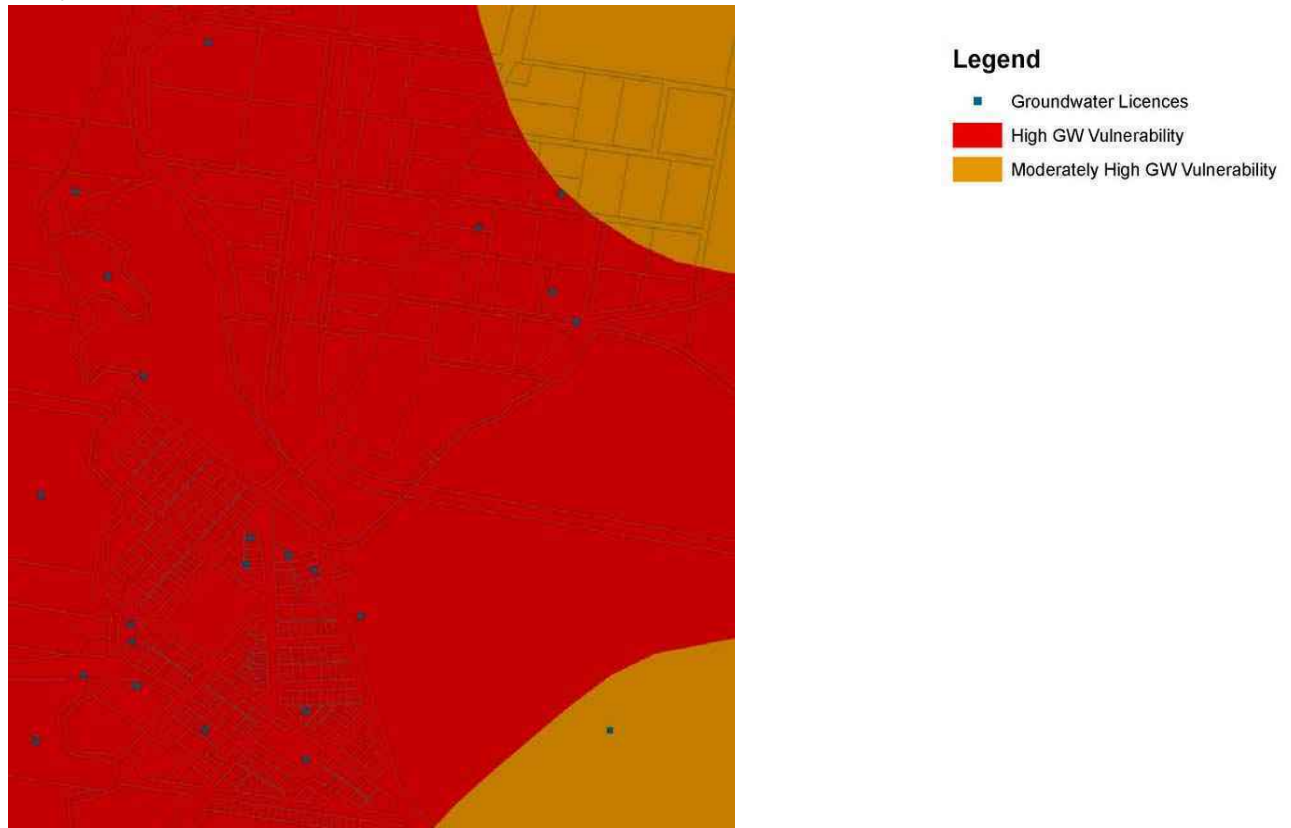 Legend
Groundwater Licences
High GW Vulnerability
Moderately High GW Vulnerability